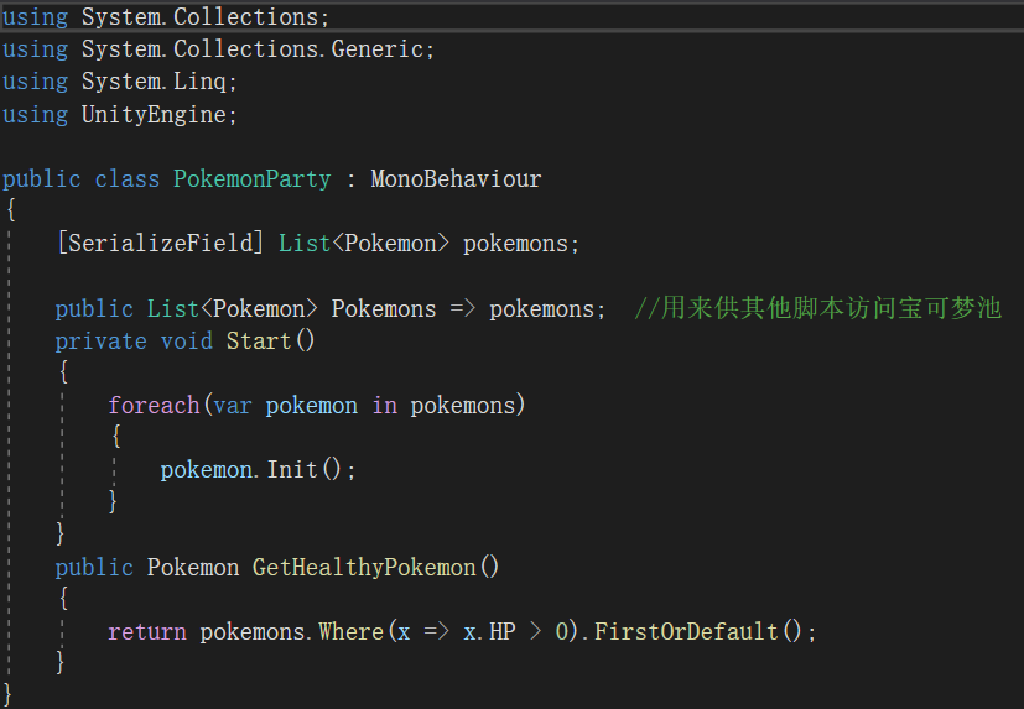 using System.Collections;
using System.Collections.Generic;
using System.Linq;
using UnityEngine;
public class PokemonParty : MonoBehaviour
{
[SerializeField] List<Pokemon> pokemons;
public List<Pokemon> Pokemons => pokemons; //用来供其他脚本访问宝可梦池
private void Start()
{
foreach(var pokemon in pokemons)
{
pokemon.Init();
}
}
public Pokemon GetHealthyPokemon()
{
return pokemons.Where(x => x.HP > 0).FirstOrDefault();
}
}